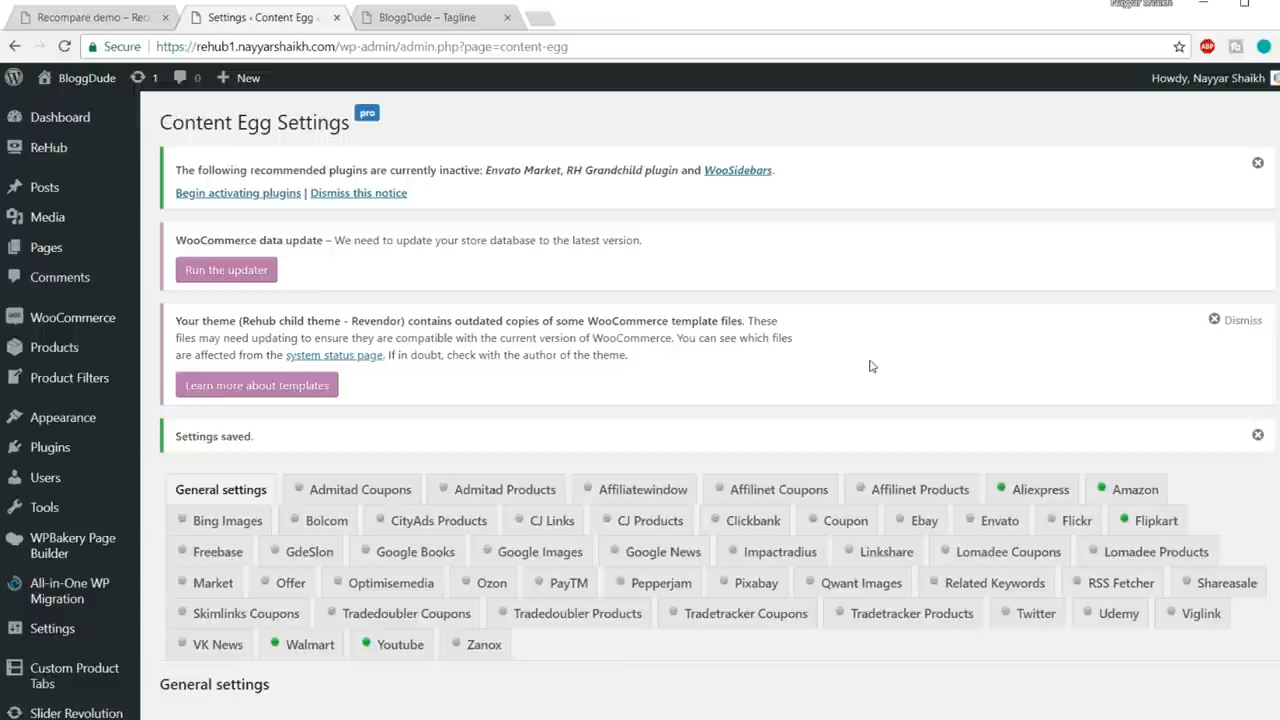 Nayyar Shaikh
Recompare demo – Rec
Settings ‹ Content Egg
BloggDude – Tagline
Secure
https://rehub1.nayyarshaikh.com/wp-admin/admin.php?page=content-egg
ABP
BloggDude
1
0
New
Howdy, Nayyar Shaikh
Dashboard
ReHub
Posts
Media
Pages
Comments
WooCommerce
Products
Product Filters
Appearance
Plugins
Users
Tools
WPBakery Page
Builder
All-in-One WP
Migration
Settings
Custom Product
Tabs
Slider Revolution
Content Egg Settings pro
The following recommended plugins are currently inactive: Envato Market, RH Grandchild plugin and WooSidebars.
Begin activating plugins | Dismiss this notice
WooCommerce data update – We need to update your store database to the latest version.
Run the updater
Your theme (Rehub child theme - Revendor) contains outdated copies of some WooCommerce template files. These
files may need updating to ensure they are compatible with the current version of WooCommerce. You can see which files
are affected from the system status page. If in doubt, check with the author of the theme.
Dismiss
Learn more about templates
Settings saved.
General settings Admitad Coupons Admitad Products Affiliatewindow Affilinet Coupons Affilinet Products Aliexpress Amazon
Bing Images Bolcom CityAds Products CJ Links CJ Products Clickbank Coupon Ebay Envato Flickr Flipkart
Freebase GdeSlon Google Books Google Images Google News Impactradius Linkshare Lomadee Coupons Lomadee Products
Market Offer Optimisemedia Ozon PayTM Pepperjam Pixabay Qwant Images Related Keywords RSS Fetcher Shareasale
Skimlinks Coupons Tradedoubler Coupons Tradedoubler Products Tradetracker Coupons Tradetracker Products Twitter Udemy Viglink
VK News Walmart Youtube Zanox
General settings